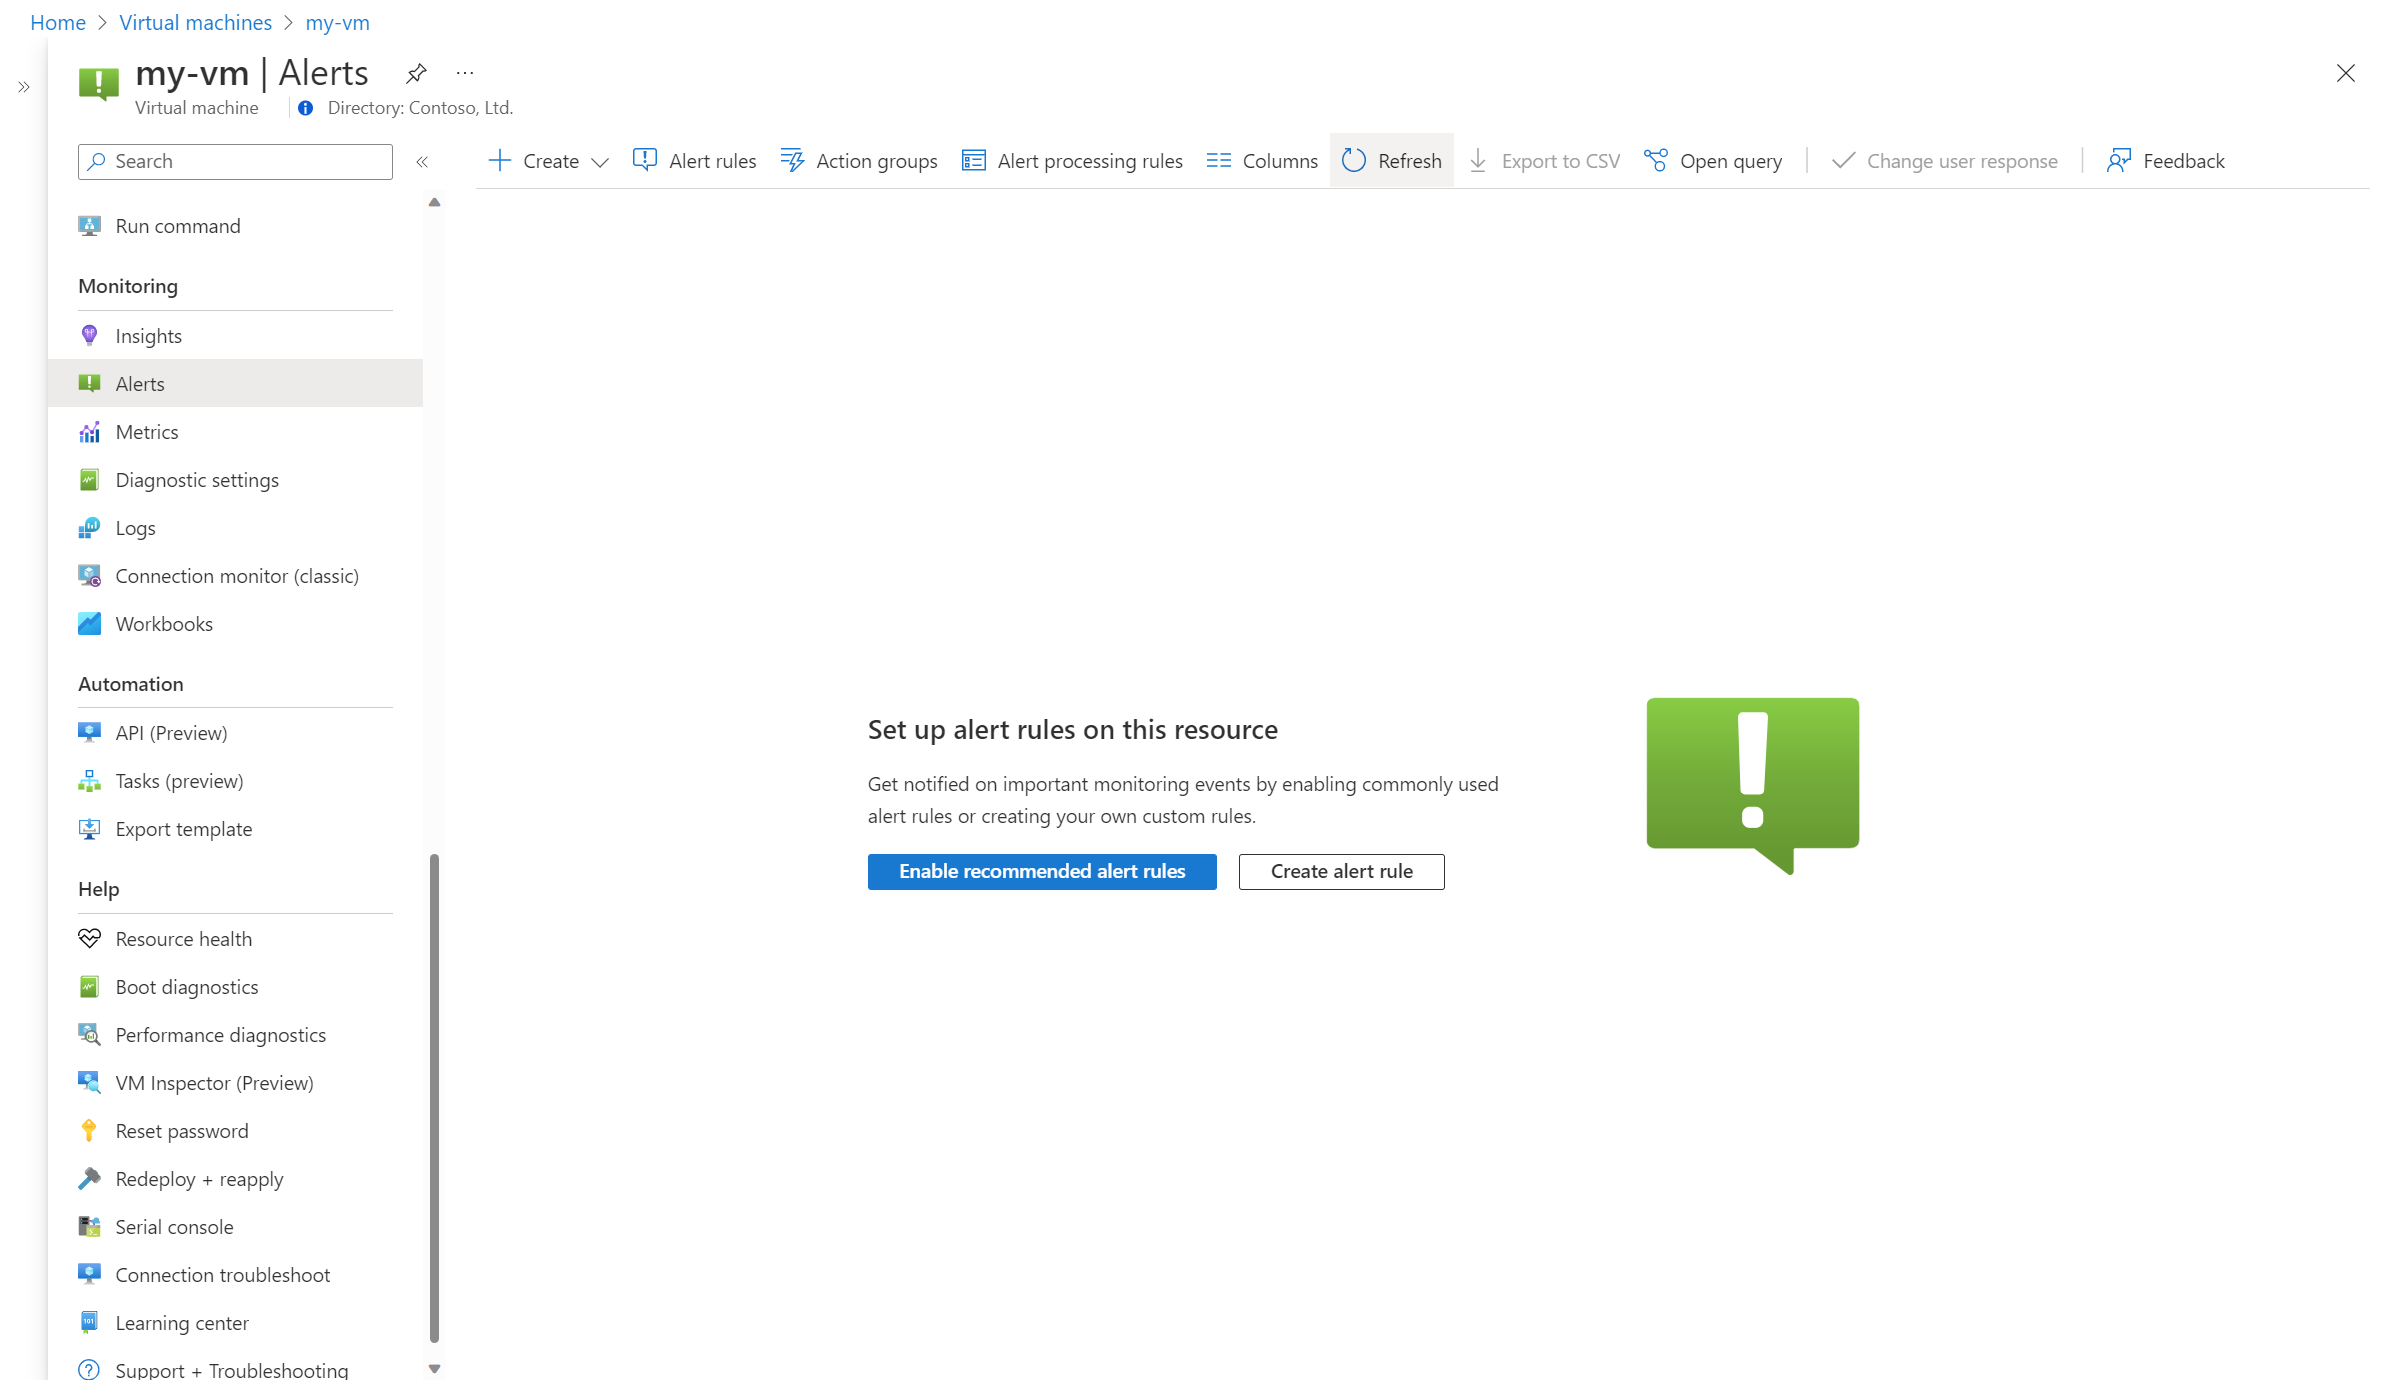 Home > Virtual machines > my-vm
my-vm | Alerts
Virtual machine
Directory: Contoso, Ltd.
Search
Create
Alert rules
Action groups
Alert processing rules
Columns
Refresh
Export to CSV
Open query
Change user response
Feedback
Run command
Monitoring
Insights
Alerts
Metrics
Diagnostic settings
Logs
Connection monitor (classic)
Workbooks
Automation
API (Preview)
Tasks (preview)
Export template
Help
Resource health
Boot diagnostics
Performance diagnostics
VM Inspector (Preview)
Reset password
Redeploy + reapply
Serial console
Connection troubleshoot
Learning center
Support + Troubleshooting
Set up alert rules on this resource
Get notified on important monitoring events by enabling commonly used
alert rules or creating your own custom rules.
Enable recommended alert rules
Create alert rule